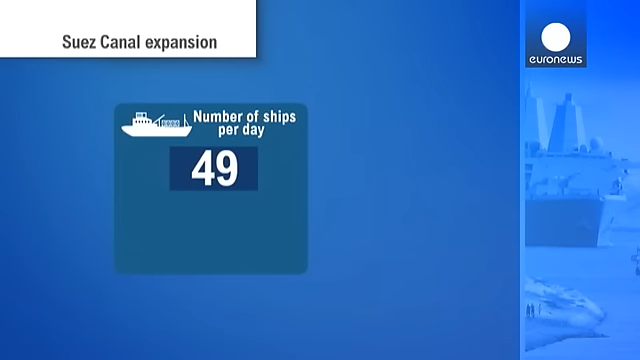 Suez Canal expansion
euronews
Number of ships
per day
49